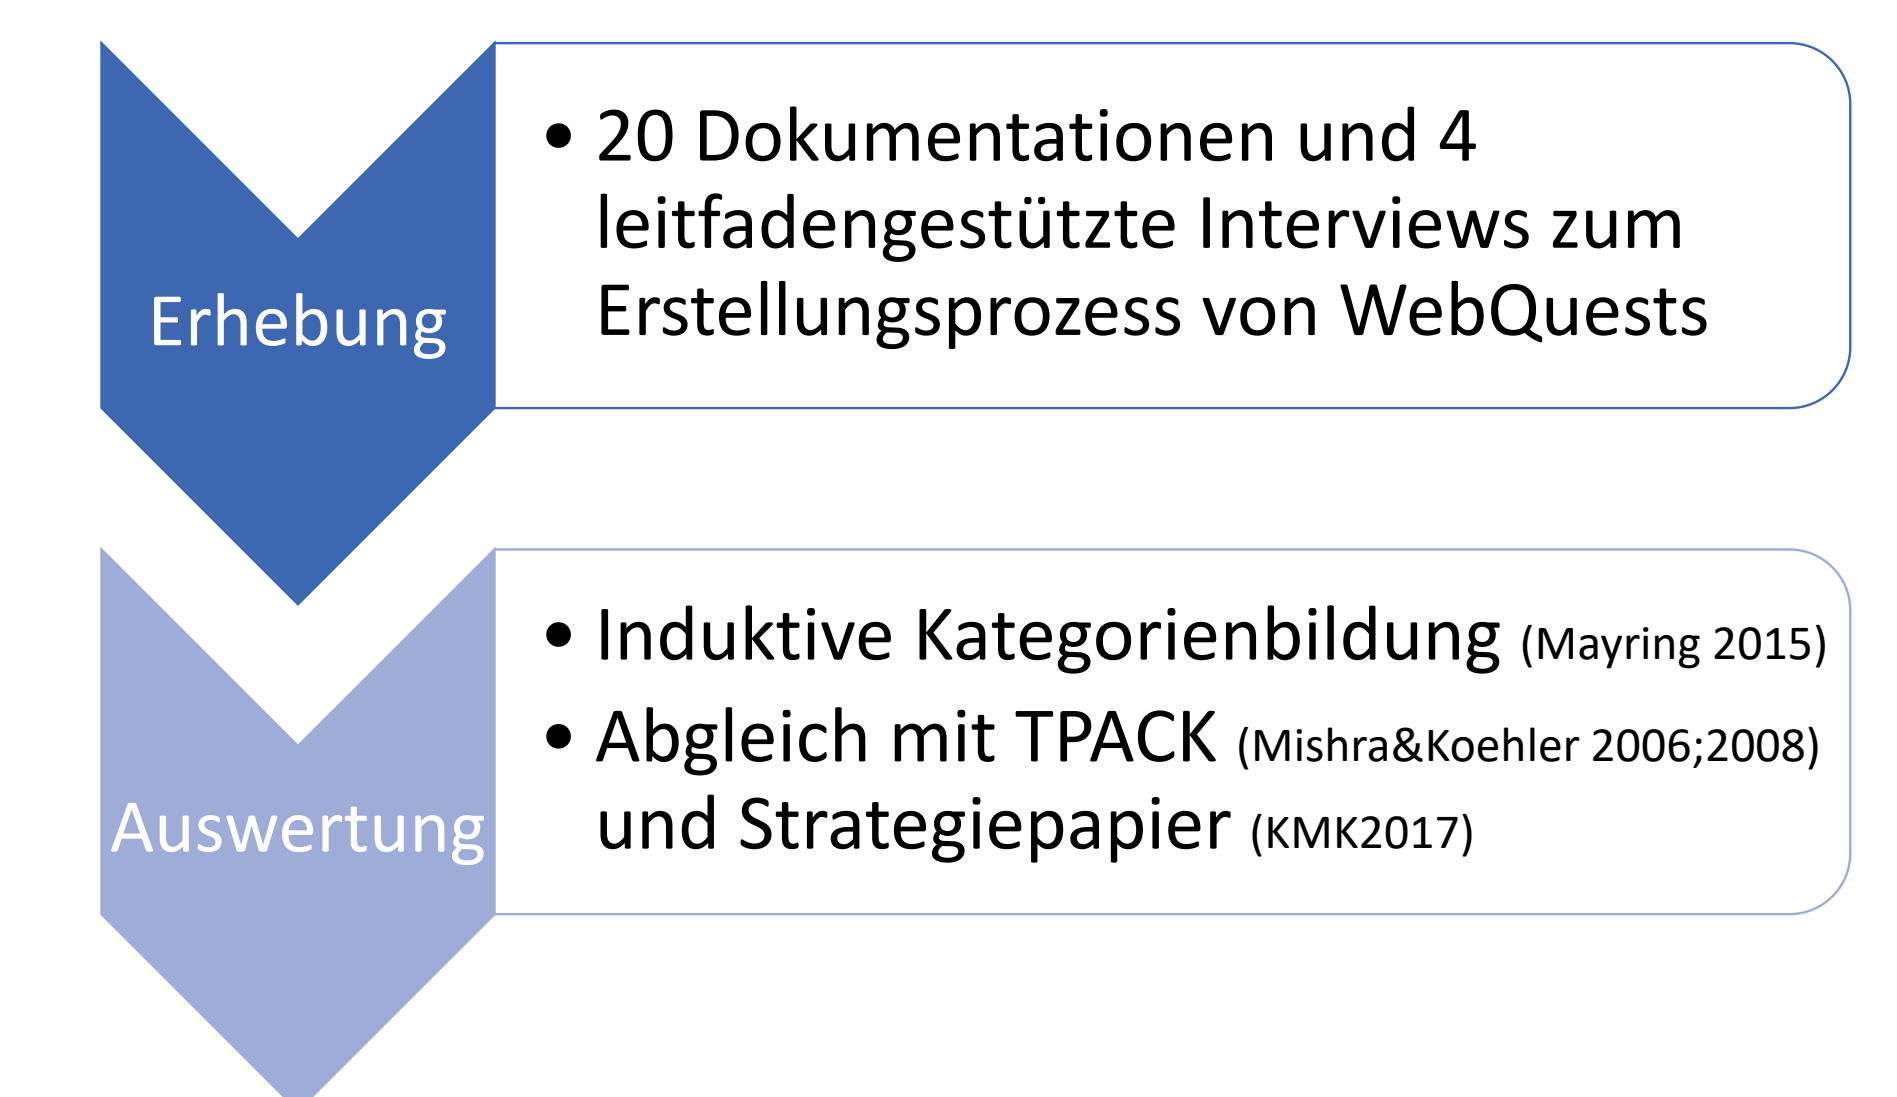 Erhebung
• 20 Dokumentationen und 4
leitfadengestützte Interviews zum
Erstellungsprozess von WebQuests
Auswertung
• Induktive Kategorienbildung (Mayring 2015)
• Abgleich mit TPACK (Mishra&Koehler 2006;2008)
und Strategiepapier (KMK2017)